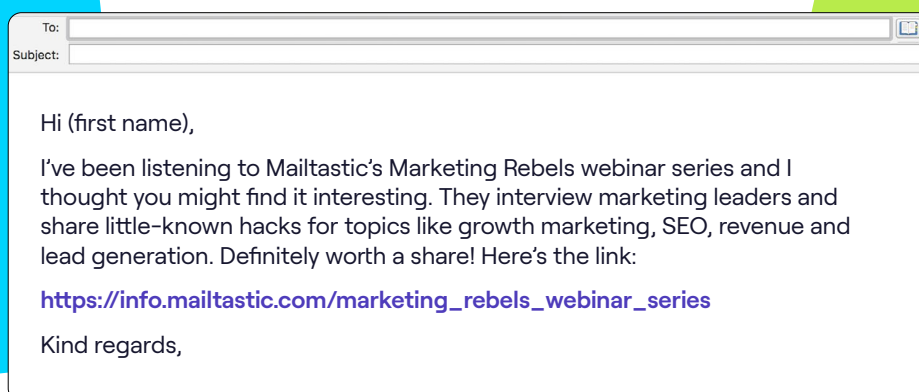 To:
Subject:
Hi (first name),
I've been listening to Mailtastic's Marketing Rebels webinar series and I
thought you might find it interesting. They interview marketing leaders and
share little-known hacks for topics like growth marketing, SEO, revenue and
lead generation. Definitely worth a share! Here's the link:
https://info.mailtastic.com/marketing_rebels_webinar_series
Kind regards,